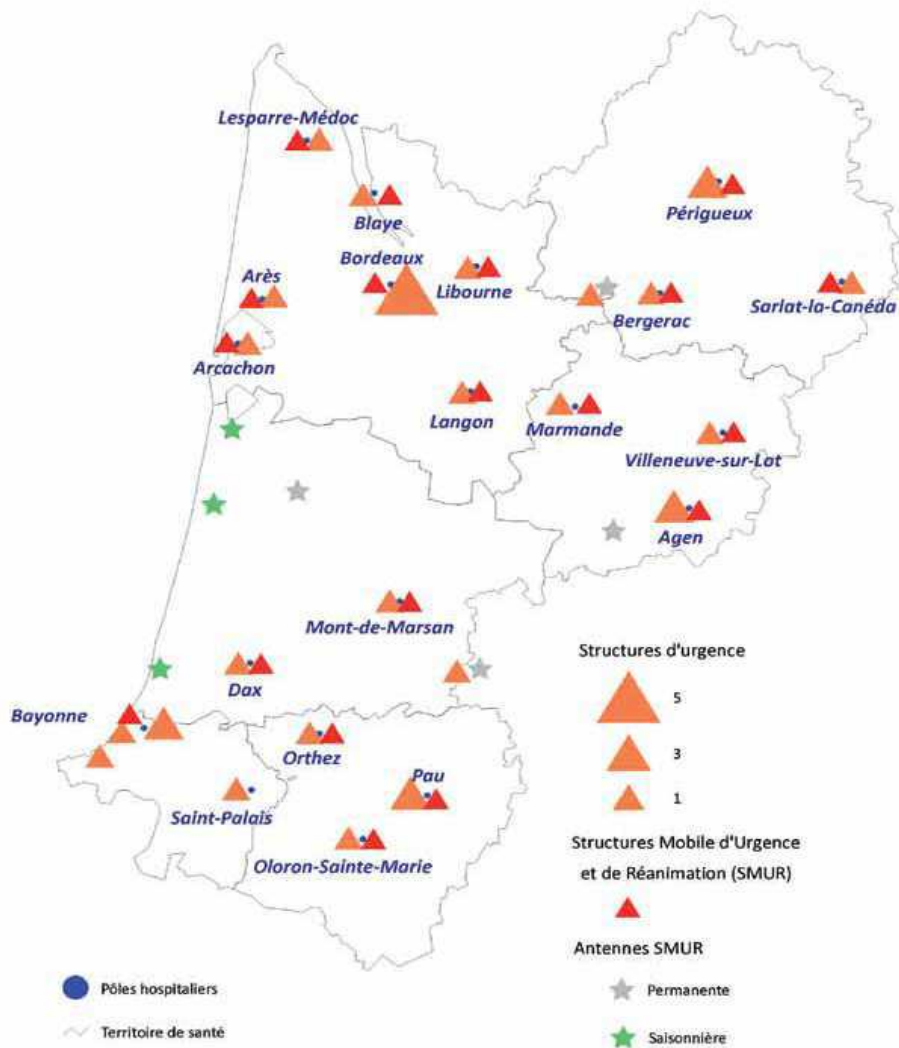 Lesparre-Médoc
Blaye
Périgueux
Bordeaux
Libourne
Arès
Bergerac
Sarlat-la-Canéda
Arcachon
Langon
Marmande
Villeneuve-sur-Lot
Agen
Mont-de-Marsan
Dax
Bayonne
Orthez
Pau
Saint-Palais
Oloron-Sainte-Marie
Structures d'urgence
5
3
1
Structures Mobile d'Urgence
et de Réanimation (SMUR)
Antennes SMUR
Permanente
Saisonnière
Pôles hospitaliers
Territoire de santé